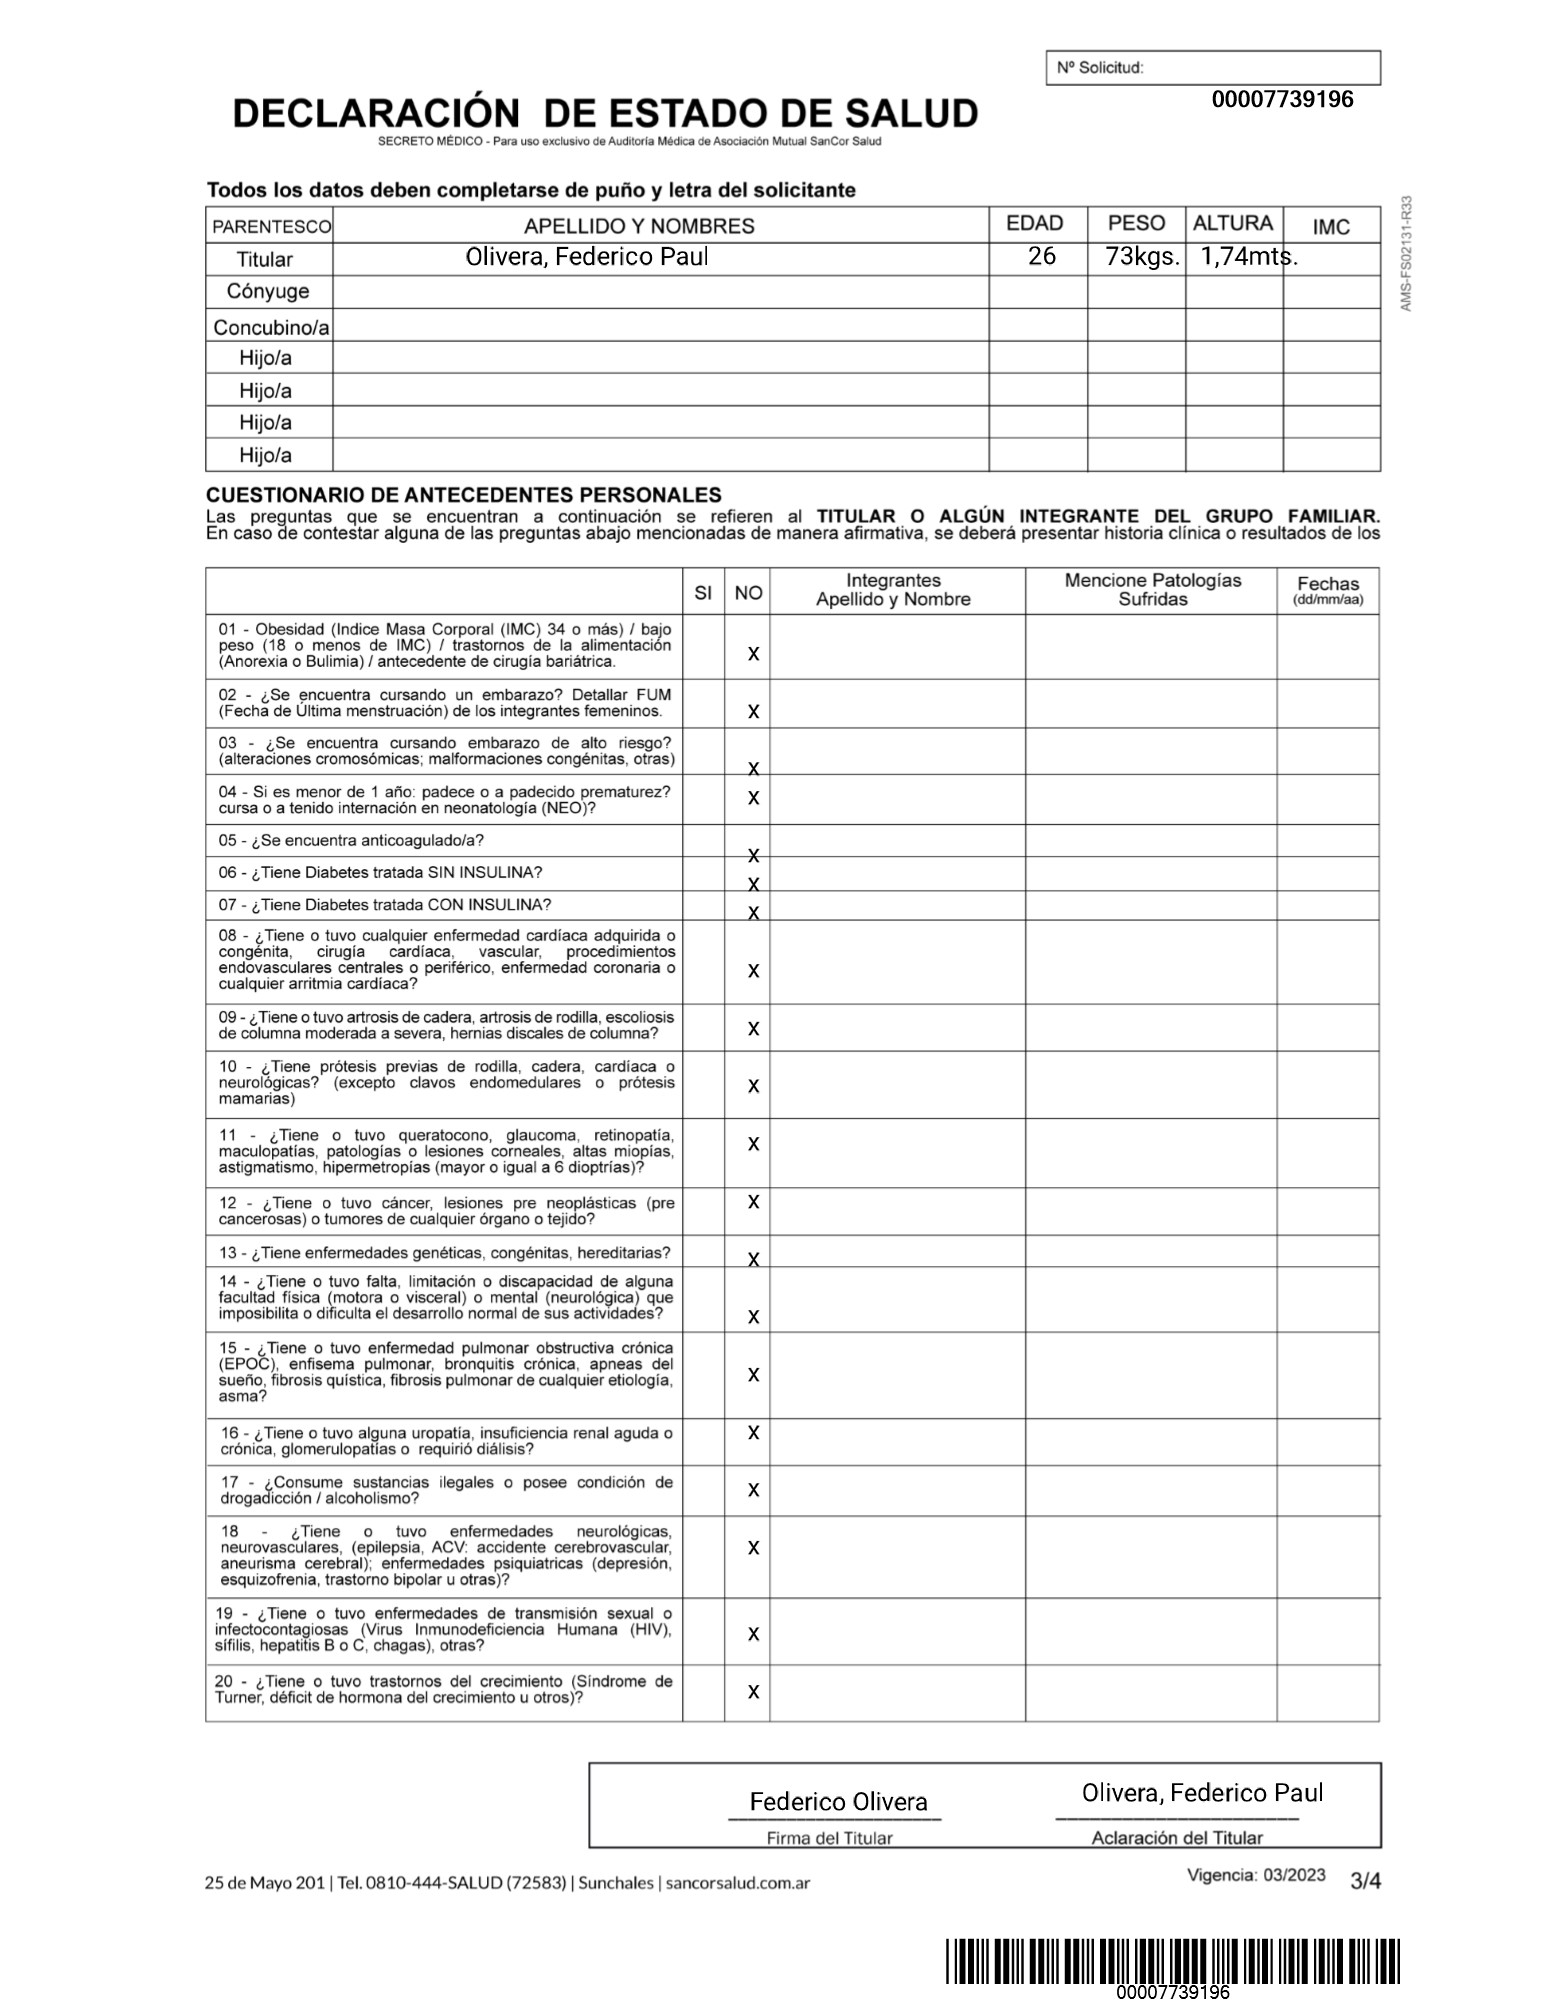 Nº Solicitud:
00007739196
DECLARACIÓN DE ESTADO DE SALUD
SECRETO MÉDICO - Para uso exclusivo de Auditoría Médica de Asociación Mutual SanCor Salud
Todos los datos deben completarse de puño y letra del solicitante
PARENTESCO APELLIDO Y NOMBRES EDAD PESO ALTURA IMC
Titular Olivera, Federico Paul 26 73kgs. 1,74mts.
Cónyuge
Concubino/a
Hijo/a
Hijo/a
Hijo/a
Hijo/a
AMS-FS02131-R33
CUESTIONARIO DE ANTECEDENTES PERSONALES
Las preguntas que se encuentran a continuación se refieren al TITULAR O ALGÚN INTEGRANTE DEL GRUPO FAMILIAR.
En caso de contestar alguna de las preguntas abajo mencionadas de manera afirmativa, se deberá presentar historia clínica o resultados de los
SI NO Integrantes Apellido y Nombre Mencione Patologías Sufridas Fechas (dd/mm/aa)
01 - Obesidad (Indice Masa Corporal (IMC) 34 o más) / bajo
peso (18 o menos de IMC) / trastornos de la alimentación
(Anorexia o Bulimia) / antecedente de cirugía bariátrica.
X
02 - ¿Se encuentra cursando un embarazo? Detallar FUM
(Fecha de Última menstruación) de los integrantes femeninos.
X
03 - ¿Se encuentra cursando embarazo de alto riesgo?
(alteraciones cromosómicas; malformaciones congénitas, otras)
X
04 - Si es menor de 1 año: padece o a padecido prematurez?
cursa o a tenido internación en neonatología (NEO)?
X
05 - ¿Se encuentra anticoagulado/a?
X
06 - ¿Tiene Diabetes tratada SIN INSULINA?
X
07 - ¿Tiene Diabetes tratada CON INSULINA?
X
08 - ¿Tiene o tuvo cualquier enfermedad cardíaca adquirida o
congénita, cirugía cardíaca, vascular, procedimientos
endovasculares centrales o periférico, enfermedad coronaria o
cualquier arritmia cardíaca?
X
09 - ¿Tiene o tuvo artrosis de cadera, artrosis de rodilla, escoliosis
de columna moderada a severa, hernias discales de columna?
X
10 - ¿Tiene prótesis previas de rodilla, cadera, cardíaca o
neurológicas? (excepto clavos endomedulares o prótesis
mamarias)
X
11 - ¿Tiene o tuvo queratocono, glaucoma, retinopatía,
maculopatías, patologías o lesiones corneales, altas miopías,
astigmatismo, hipermetropías (mayor o igual a 6 dioptrías)?
X
12 - ¿Tiene o tuvo cáncer, lesiones pre neoplásticas (pre
cancerosas) o tumores de cualquier órgano o tejido?
X
13 - ¿Tiene enfermedades genéticas, congénitas, hereditarias?
X
14 - ¿Tiene o tuvo falta, limitación o discapacidad de alguna
facultad física (motora o visceral) o mental (neurológica) que
imposibilita o dificulta el desarrollo normal de sus actividades?
X
15 - ¿Tiene o tuvo enfermedad pulmonar obstructiva crónica
(EPOC), enfisema pulmonar, bronquitis crónica, apneas del
sueño, fibrosis quística, fibrosis pulmonar de cualquier etiología,
asma?
X
16 - ¿Tiene o tuvo alguna uropatía, insuficiencia renal aguda o
crónica, glomerulopatías o requirió diálisis?
X
17 - ¿Consume sustancias ilegales o posee condición de
drogadicción / alcoholismo?
X
18 - ¿Tiene o tuvo enfermedades neurológicas,
neurovasculares, (epilepsia, ACV: accidente cerebrovascular,
aneurisma cerebral); enfermedades psiquiatricas (depresión,
esquizofrenia, trastorno bipolar u otras)?
X
19 - ¿Tiene o tuvo enfermedades de transmisión sexual o
infectocontagiosas (Virus Inmunodeficiencia Humana (HIV),
sífilis, hepatitis B o C, chagas), otras?
X
20 - ¿Tiene o tuvo trastornos del crecimiento (Síndrome de
Turner, déficit de hormona del crecimiento u otros)?
X
Federico Olivera Olivera, Federico Paul
Firma del Titular Aclaración del Titular
25 de Mayo 201 | Tel. 0810-444-SALUD (72583) | Sunchales | sancorsalud.com.ar Vigencia: 03/2023 3/4
00007739196